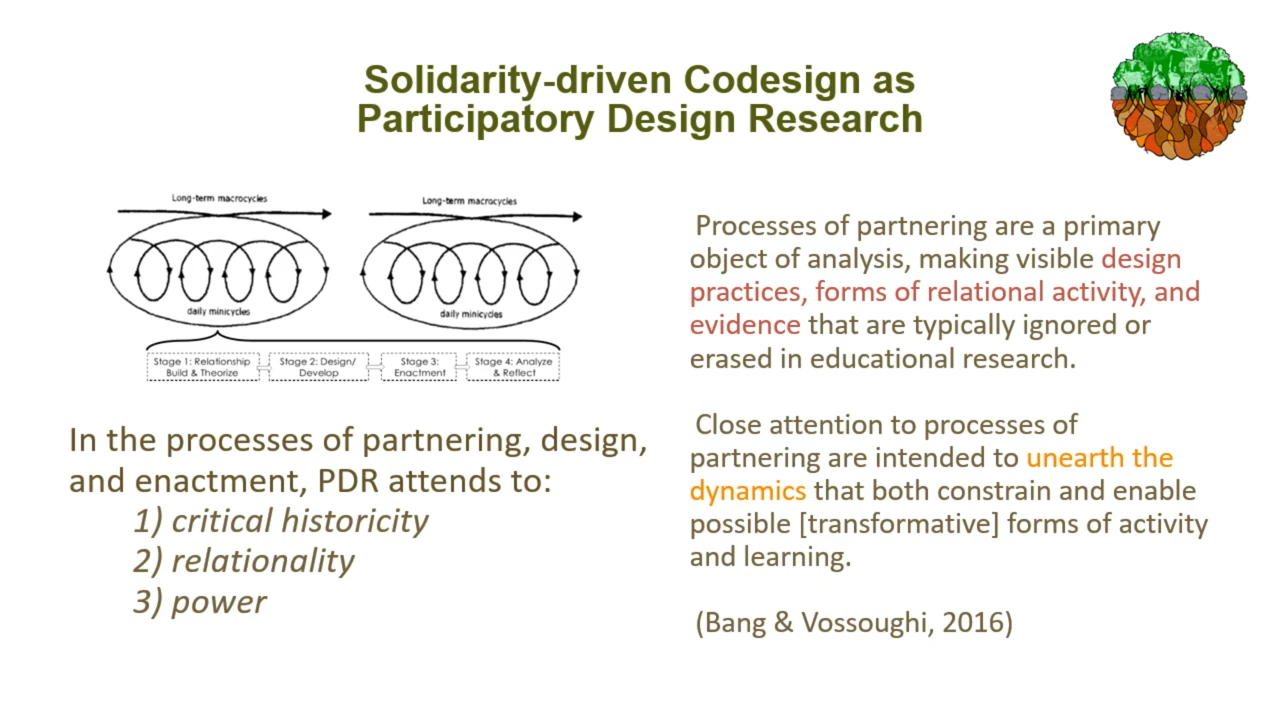 Solidarity-driven Codesign as
Participatory Design Research
Long-term macrocycles
daily minicycles
Long-term macrocycles
daily minicycles
Stage 1: Relationship
Build & Theorize
Stage 2: Design/
Develop
Stage 3:
Enactment
Stage 4: Analyze
& Reflect
In the processes of partnering, design,
and enactment, PDR attends to:
1) critical historicity
2) relationality
3) power
Processes of partnering are a primary
object of analysis, making visible design
practices, forms of relational activity, and
evidence that are typically ignored or
erased in educational research.
Close attention to processes of
partnering are intended to unearth the
dynamics that both constrain and enable
possible [transformative] forms of activity
and learning.
(Bang & Vossoughi, 2016)